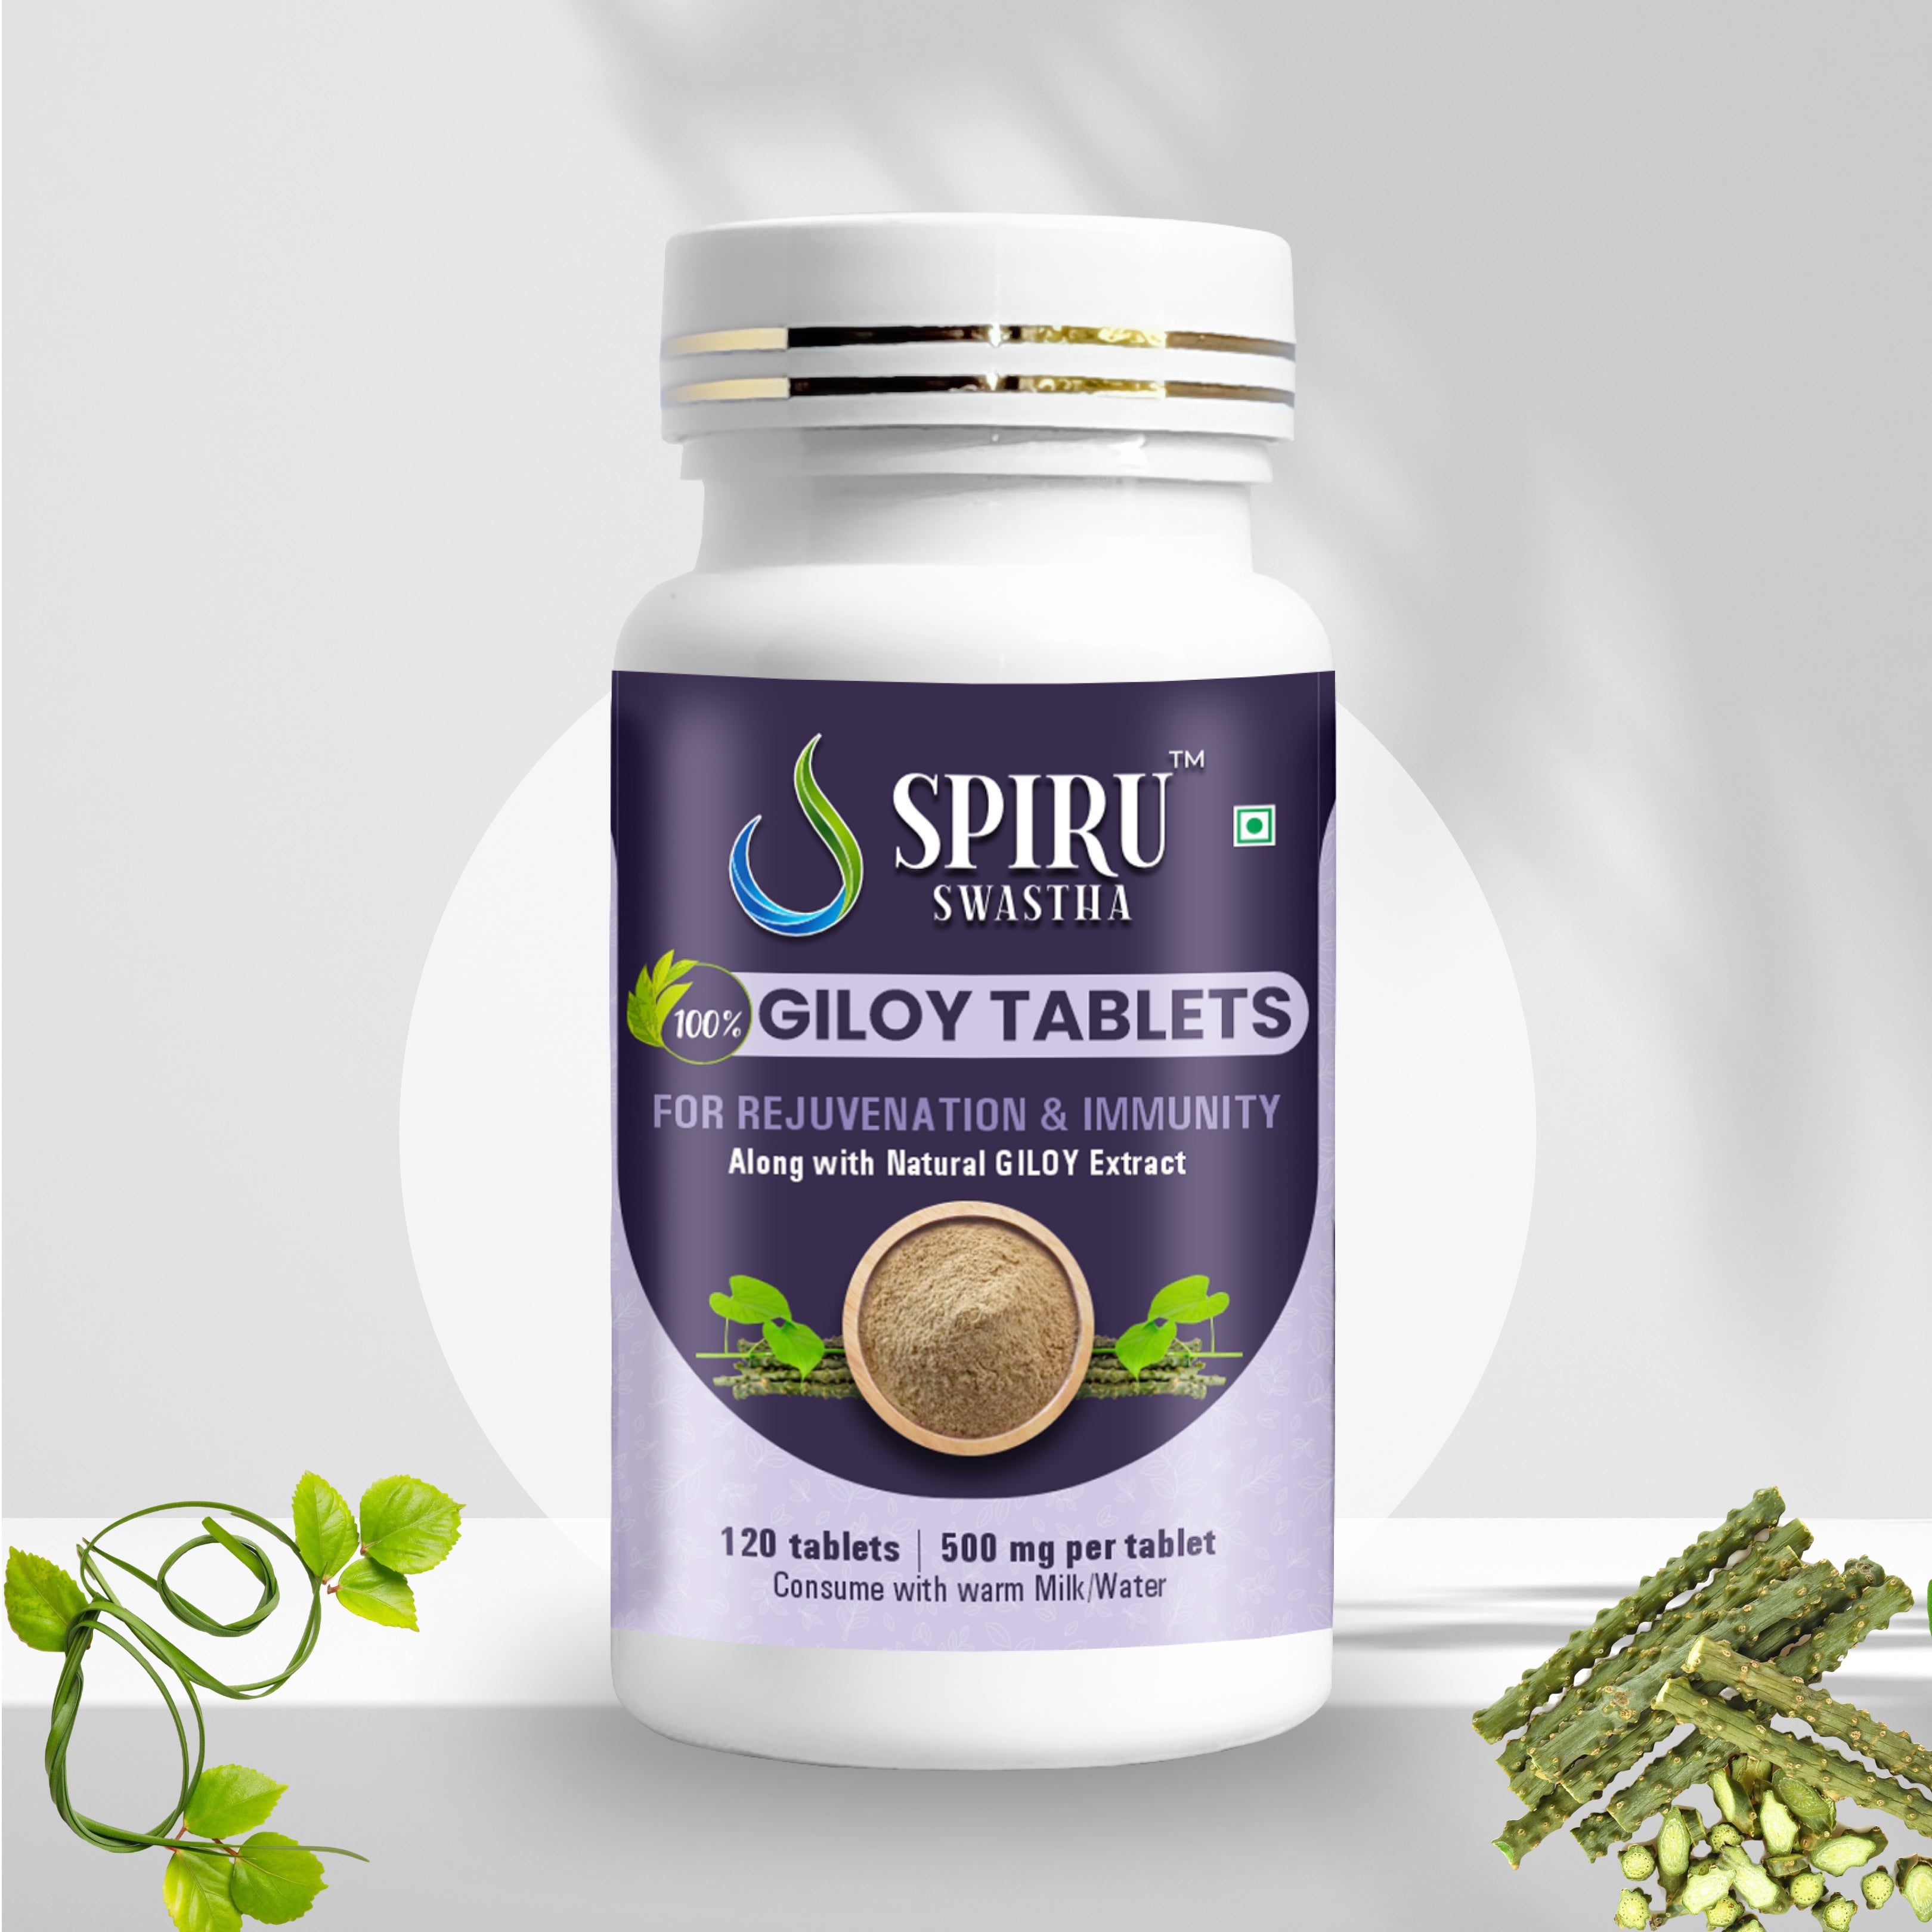 SPIRU™
SWASTHA
100% GILOY TABLETS
FOR REJUVENATION & IMMUNITY
Along with Natural GILOY Extract
120 tablets | 500 mg per tablet
Consume with warm Milk/Water